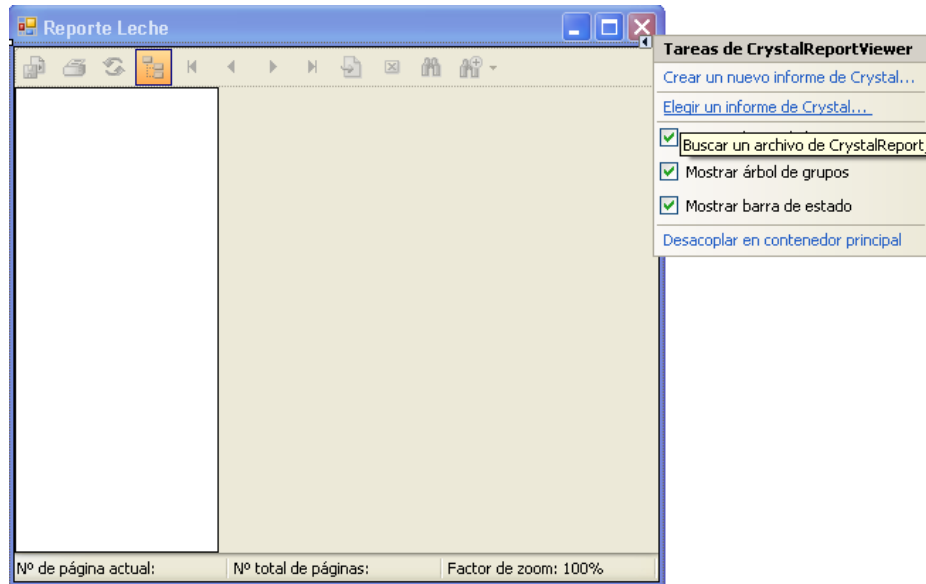 Reporte Leche
Tareas de CrystalReportViewer
Crear un nuevo informe de Crystal...
Elegir un informe de Crystal...
Buscar un archivo de CrystalReport
Mostrar árbol de grupos
Mostrar barra de estado
Desacoplar en contenedor principal
Nº de página actual: Nº total de páginas: Factor de zoom: 100%